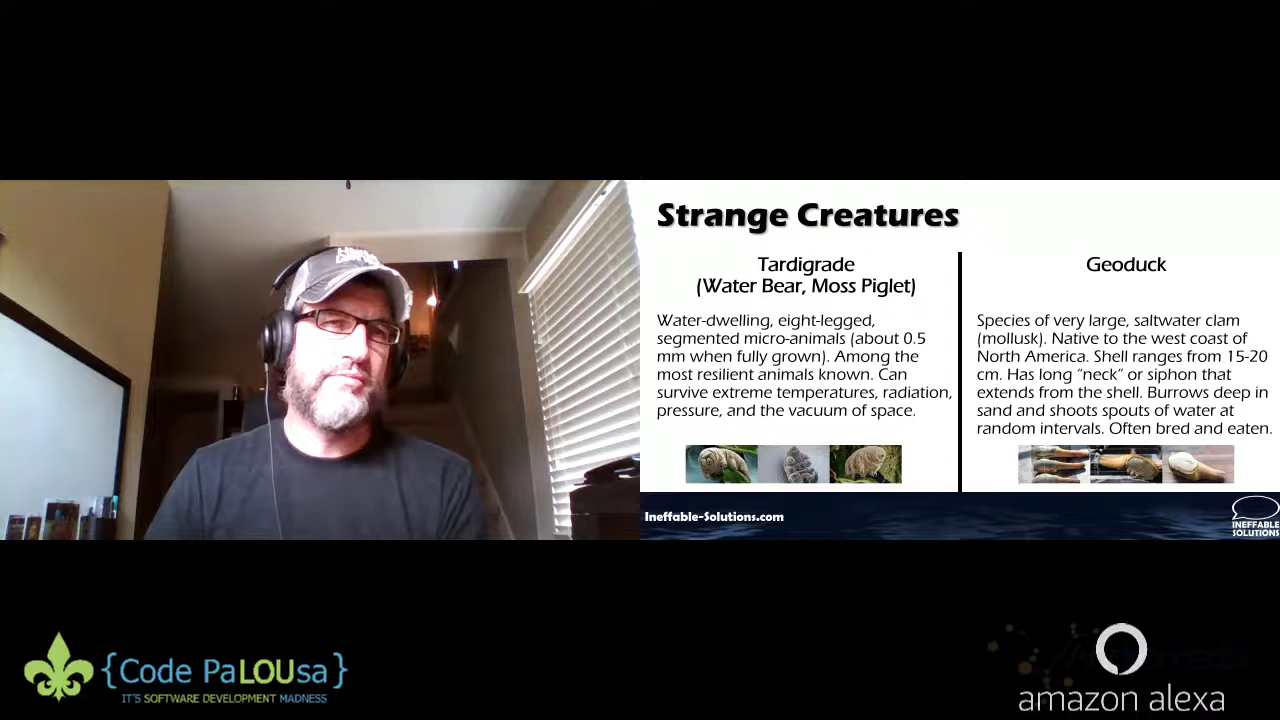 Strange Creatures
Tardigrade
(Water Bear, Moss Piglet)
Water-dwelling, eight-legged,
segmented micro-animals (about 0.5
mm when fully grown). Among the
most resilient animals known. Can
survive extreme temperatures, radiation,
pressure, and the vacuum of space.
Geoduck
Species of very large, saltwater clam
(mollusk). Native to the west coast of
North America. Shell ranges from 15-20
cm. Has long “neck” or siphon that
extends from the shell. Burrows deep in
sand and shoots spouts of water at
random intervals. Often bred and eaten.
Ineffable-Solutions.com
INEFFABLE
SOLUTIONS
{Code PaLOUsa}
IT'S SOFTWARE DEVELOPMENT MADNESS
amazon alexa